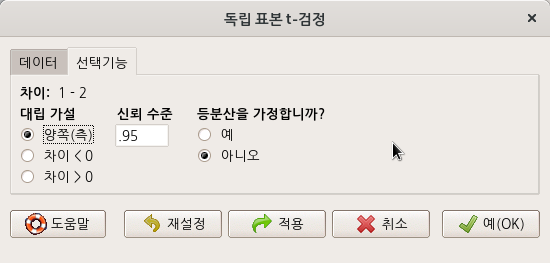 독립 표본 t-검정
데이터 선택기능
차이: 1 - 2
대립 가설 신뢰 수준 등분산을 가정합니까?
양쪽(측) .95 예
차이 < 0 아니오
차이 > 0
도움말 재설정 적용 취소 예(OK)